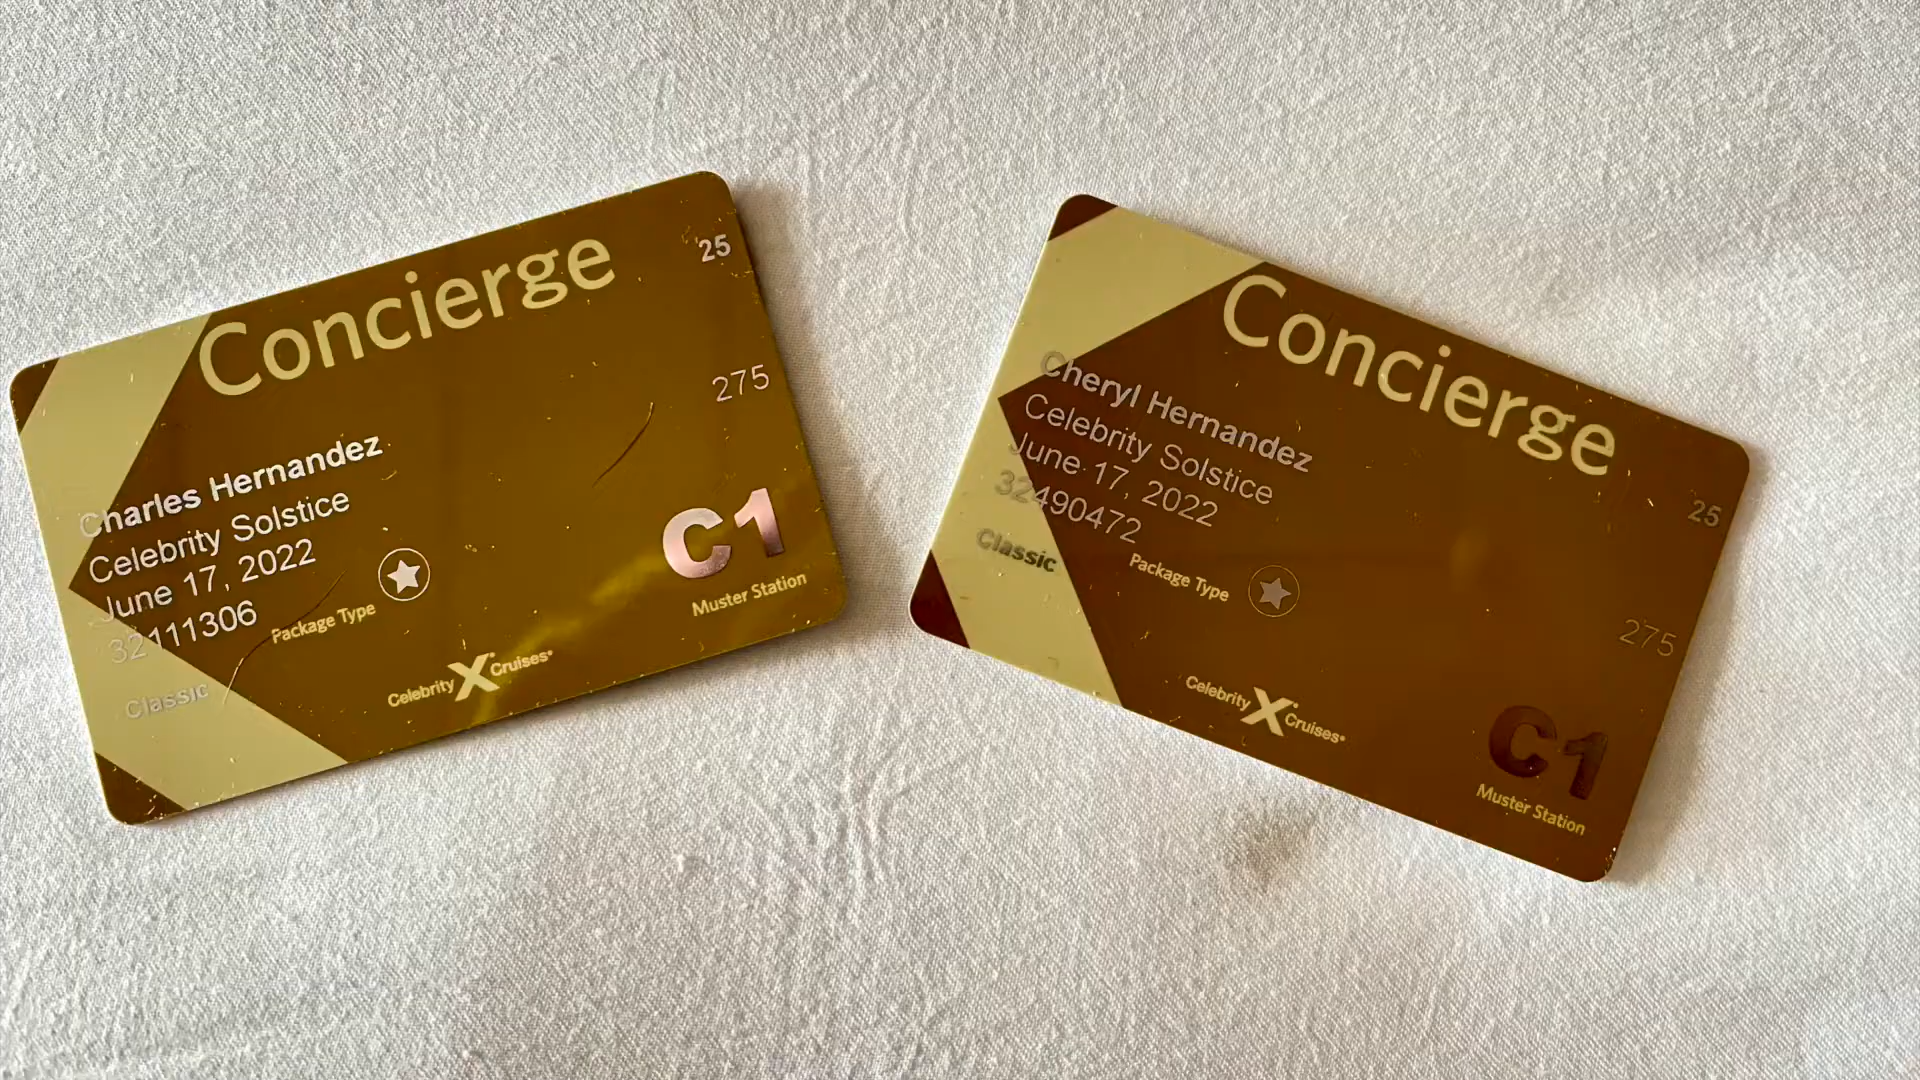 Concierge
25
275
Charles Hernandez
Celebrity Solstice
June 17, 2022
32111306
Classic
Package Type
C1
Muster Station
Celebrity X Cruises
Concierge
Cheryl Hernandez
Celebrity Solstice
June 17, 2022
32490472
Classic
Package Type
25
275
C1
Muster Station
Celebrity X Cruises